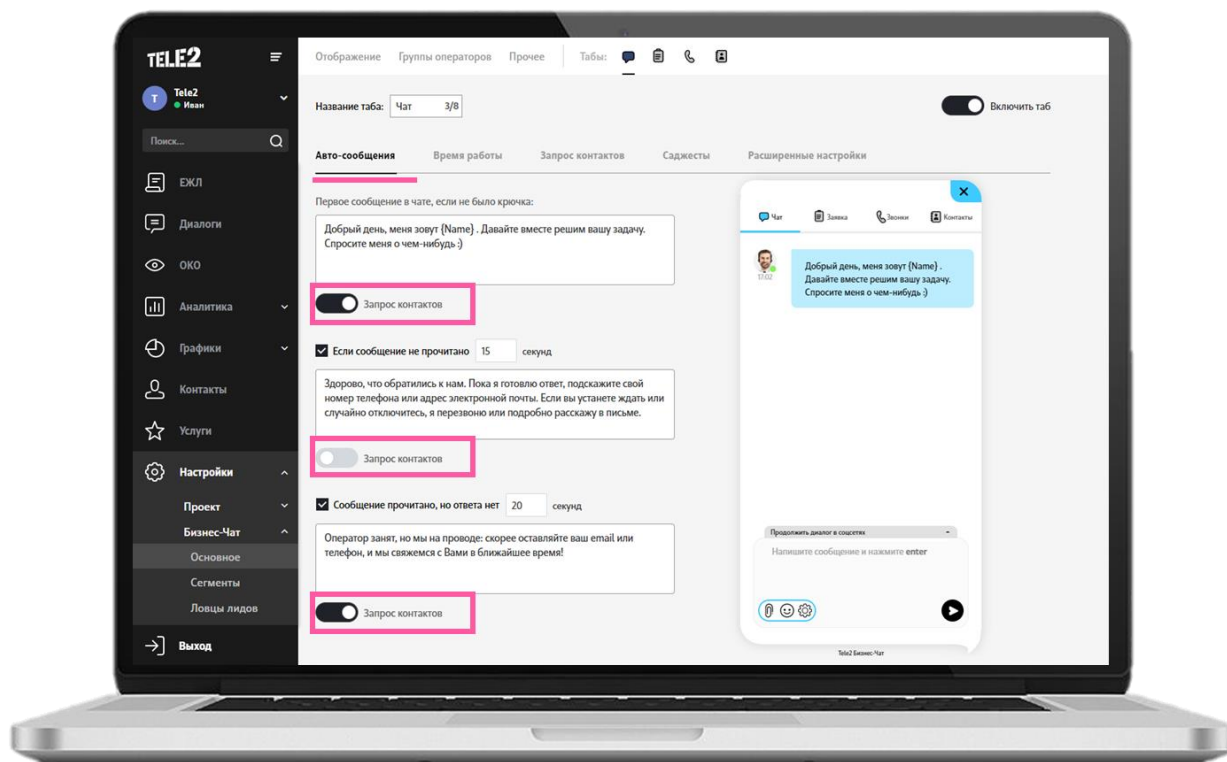 TELE2
T
Tele2
Иван
Поиск...
ЕЖЛ
Диалоги
ОКО
Аналитика
Графики
Контакты
Услуги
Настройки
Проект
Бизнес-Чат
Основное
Сегменты
Ловцы лидов
Выход
Отображение Группы операторов Прочее Табы:
Название таба: Чат 3/8 Включить таб
Авто-сообщения Время работы Запрос контактов Саджесты Расширенные настройки
Первое сообщение в чате, если не было крючка:
Добрый день, меня зовут {Name} . Давайте вместе решим вашу задачу.
Спросите меня о чем-нибудь :)
Запрос контактов
Если сообщение не прочитано 15 секунд
Здорово, что обратились к нам. Пока я готовлю ответ, подскажите свой
номер телефона или адрес электронной почты. Если вы устанете ждать или
случайно отключитесь, я перезвоню или подробно расскажу в письме.
Запрос контактов
Сообщение прочитано, но ответа нет 20 секунд
Оператор занят, но мы на проводе: скорее оставляйте ваш email или
телефон, и мы свяжемся с Вами в ближайшее время!
Запрос контактов
Чат Заявка Звонки Контакты
17:02
Добрый день, меня зовут {Name} .
Давайте вместе решим вашу задачу.
Спросите меня о чем-нибудь :)
Продолжить диалог в соцсетях
Напишите сообщение и нажмите enter
Tele2 Бизнес-Чат